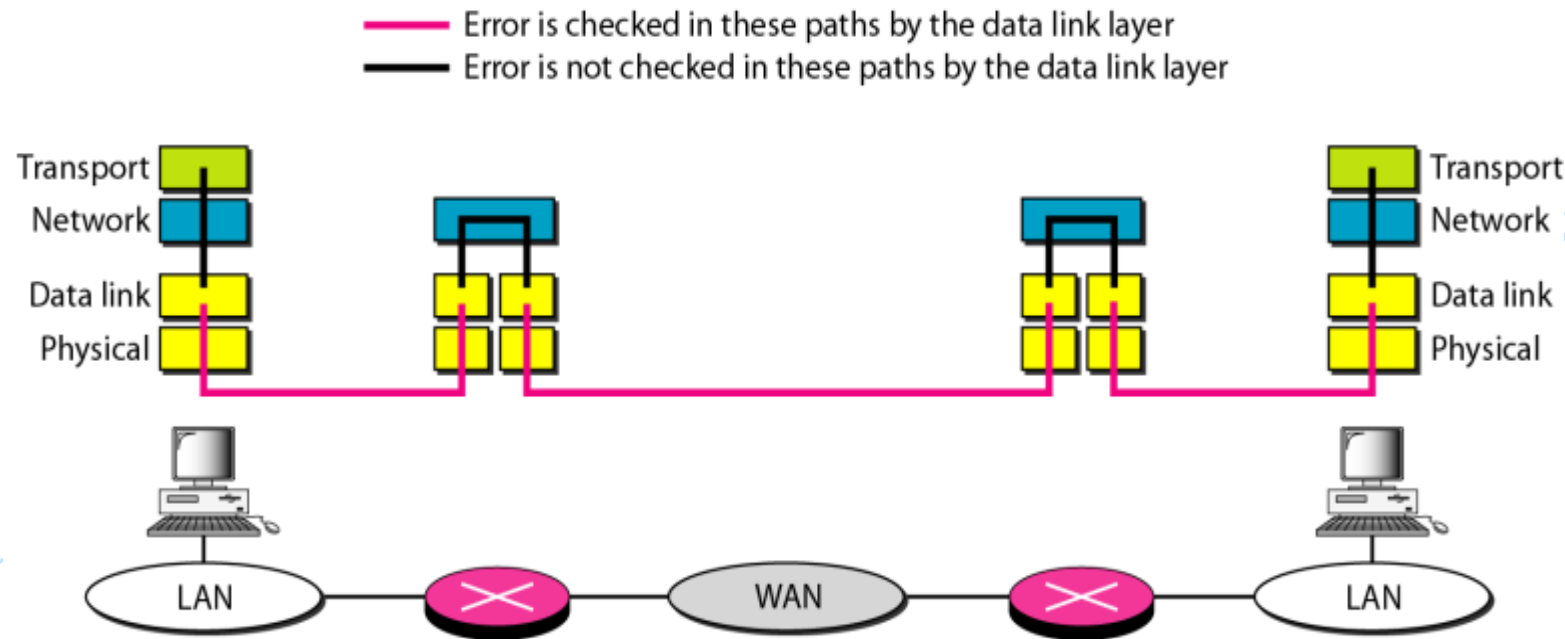 Error is checked in these paths by the data link layer
Error is not checked in these paths by the data link layer
Transport
Transport
Network
Network
Data link
Data link
Physical
Physical
LAN
WAN
LAN